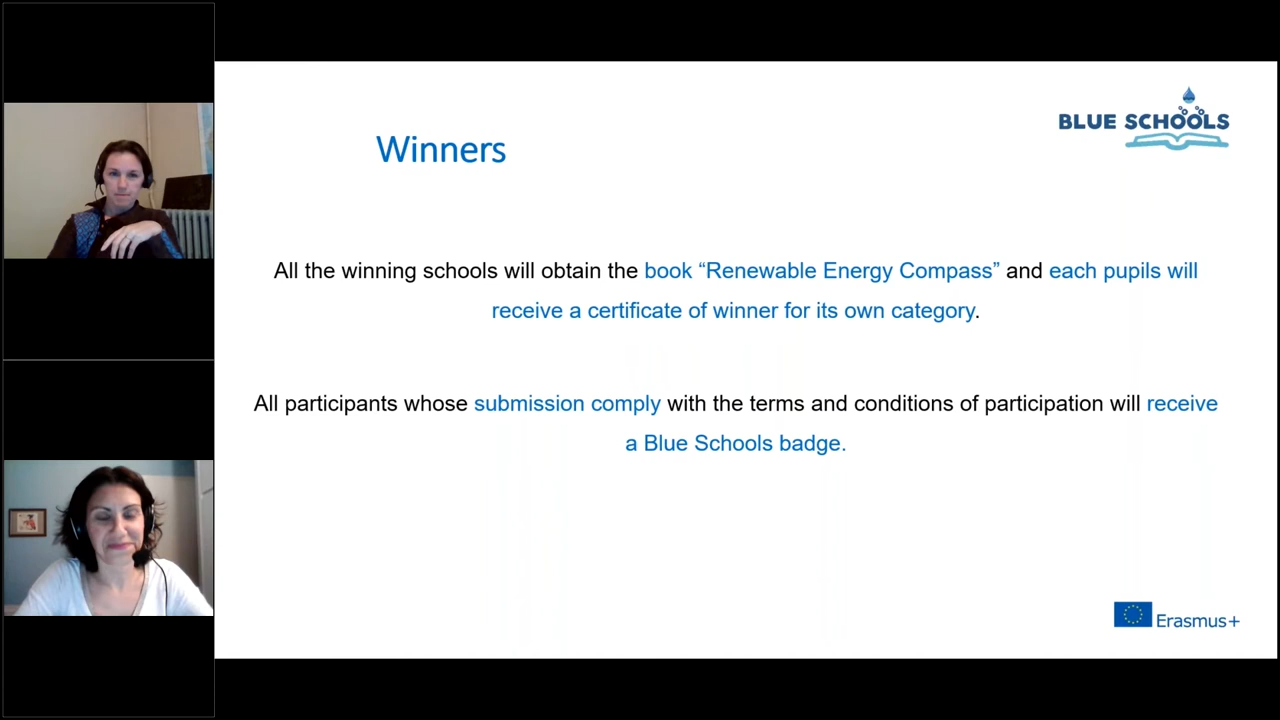 BLUE SCHOOLS
Winners
All the winning schools will obtain the book “Renewable Energy Compass” and each pupils will
receive a certificate of winner for its own category.
All participants whose submission comply with the terms and conditions of participation will receive
a Blue Schools badge.
Erasmus+